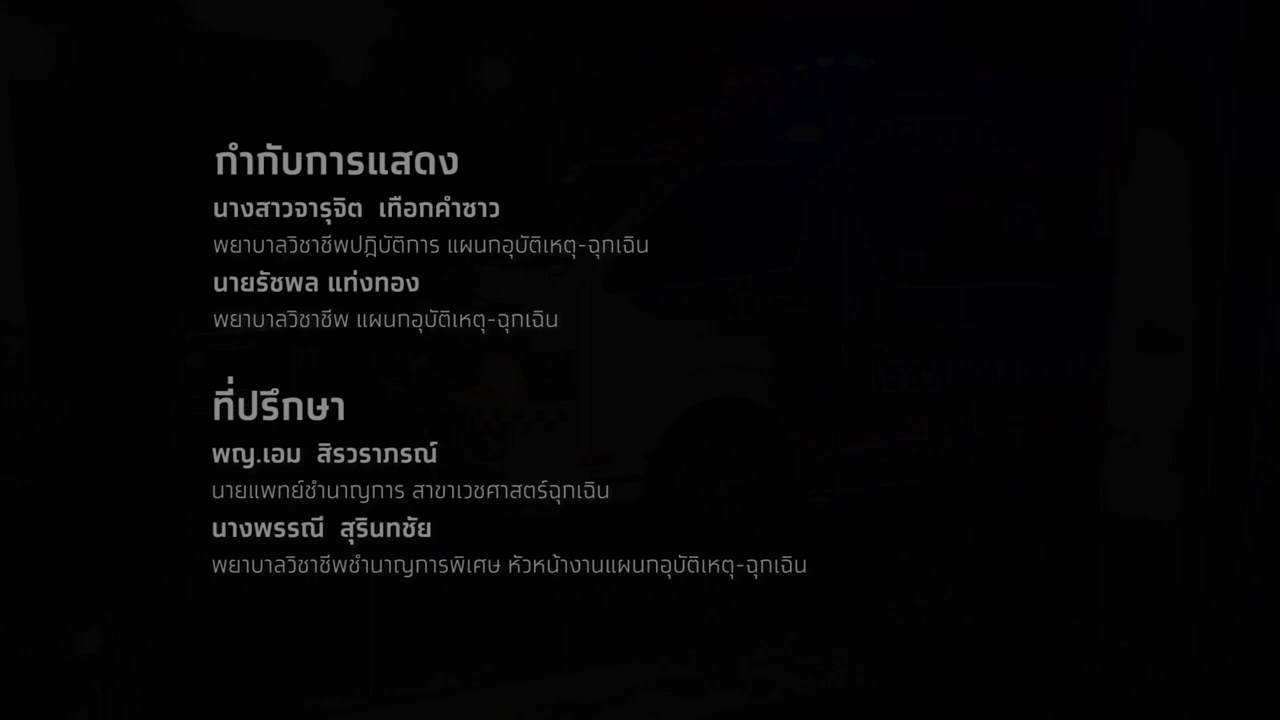 กำกับการแสดง
นางสาวจารุจิต เทือกคำซาว
พยาบาลวิชาชีพปฎิบัติการ แผนกอุบัติเหตุ-ฉุกเฉิน
นายรัชพล แท่งทอง
พยาบาลวิชาชีพ แผนกอุบัติเหตุ-ฉุกเฉิน
ที่ปรึกษา
พญ.เอม สิรวราภรณ์
นายแพทย์ชำนาญการ สาขาเวชศาสตร์ฉุกเฉิน
นางพรรณี สุรินทชัย
พยาบาลวิชาชีพชำนาญการพิเศษ หัวหน้างานแผนกอุบัติเหตุ-ฉุกเฉิน